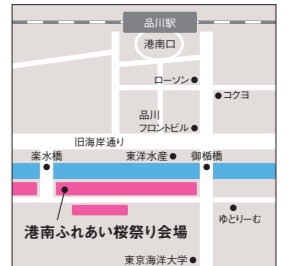 品川駅
港南口
ローソン
コクヨ
品川
フロントビル
旧海岸通り
楽水橋
東洋水産
御楯橋
港南ふれあい桜祭り会場
ゆとりーむ
東京海洋大学